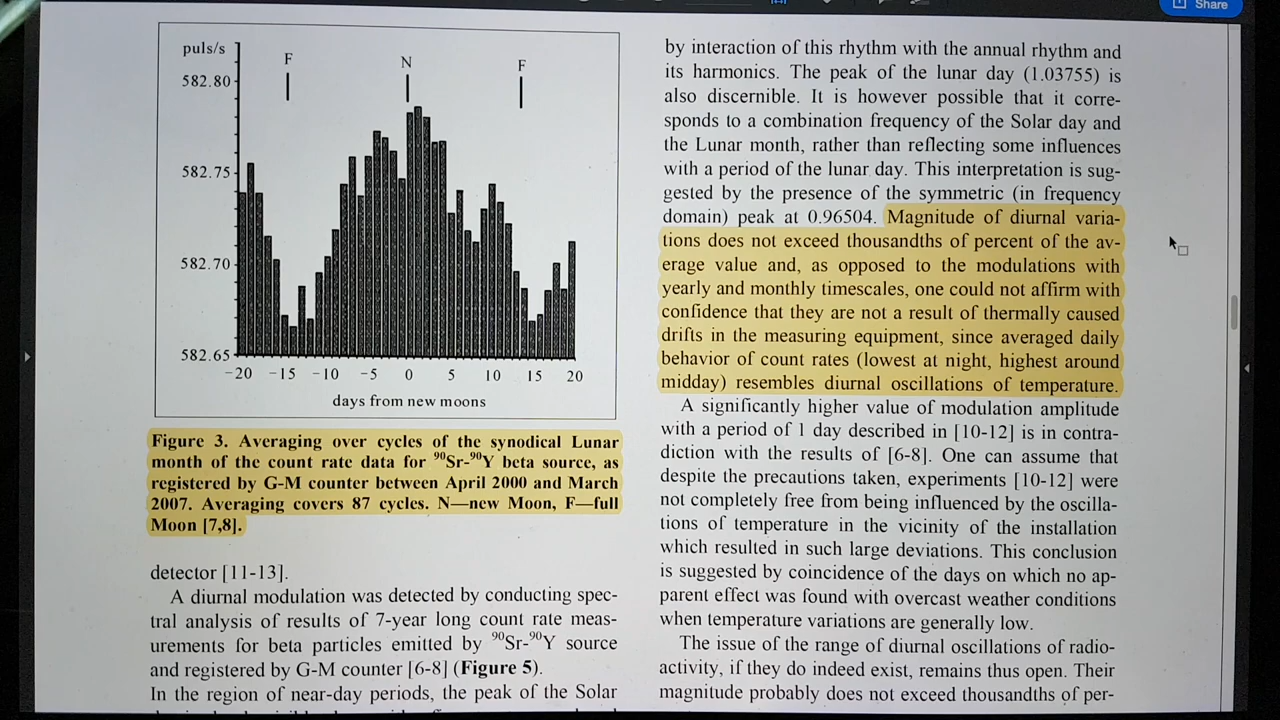 Share
puls/s
582.80
582.75
582.70
582.65
F
N
F
−20 −15 −10 −5 0 5 10 15 20
days from new moons
Figure 3. Averaging over cycles of the synodical Lunar
month of the count rate data for ⁹⁰Sr-⁹⁰Y beta source, as
registered by G-M counter between April 2000 and March
2007. Averaging covers 87 cycles. N—new Moon, F—full
Moon [7,8].
detector [11-13].
A diurnal modulation was detected by conducting spec-
tral analysis of results of 7-year long count rate meas-
urements for beta particles emitted by ⁹⁰Sr-⁹⁰Y source
and registered by G-M counter [6-8] (Figure 5).
In the region of near-day periods, the peak of the Solar
by interaction of this rhythm with the annual rhythm and
its harmonics. The peak of the lunar day (1.03755) is
also discernible. It is however possible that it corre-
sponds to a combination frequency of the Solar day and
the Lunar month, rather than reflecting some influences
with a period of the lunar day. This interpretation is sug-
gested by the presence of the symmetric (in frequency
domain) peak at 0.96504. Magnitude of diurnal varia-
tions does not exceed thousandths of percent of the av-
erage value and, as opposed to the modulations with
yearly and monthly timescales, one could not affirm with
confidence that they are not a result of thermally caused
drifts in the measuring equipment, since averaged daily
behavior of count rates (lowest at night, highest around
midday) resembles diurnal oscillations of temperature.
A significantly higher value of modulation amplitude
with a period of 1 day described in [10-12] is in contra-
diction with the results of [6-8]. One can assume that
despite the precautions taken, experiments [10-12] were
not completely free from being influenced by the oscilla-
tions of temperature in the vicinity of the installation
which resulted in such large deviations. This conclusion
is suggested by coincidence of the days on which no ap-
parent effect was found with overcast weather conditions
when temperature variations are generally low.
The issue of the range of diurnal oscillations of radio-
activity, if they do indeed exist, remains thus open. Their
magnitude probably does not exceed thousandths of per-